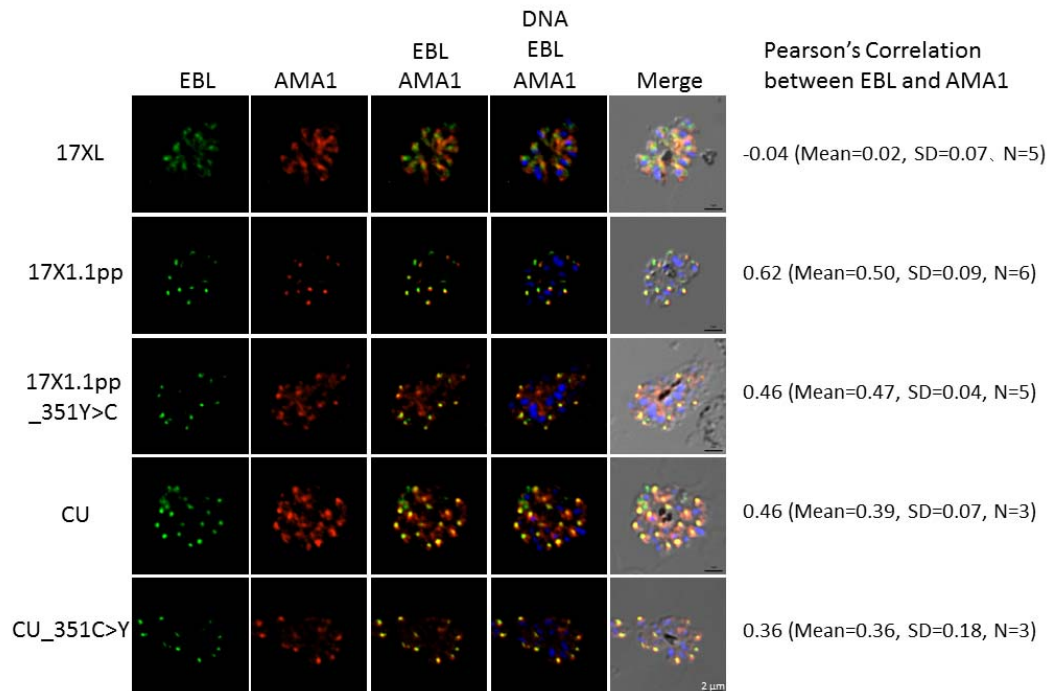 DNA
EBL EBL Pearson's Correlation
EBL AMA1 AMA1 AMA1 Merge between EBL and AMA1
17XL -0.04 (Mean=0.02, SD=0.07、N=5)
17X1.1pp 0.62 (Mean=0.50, SD=0.09, N=6)
17X1.1pp
_351Y>C 0.46 (Mean=0.47, SD=0.04, N=5)
CU 0.46 (Mean=0.39, SD=0.07, N=3)
CU_351C>Y 0.36 (Mean=0.36, SD=0.18, N=3)
2 μm